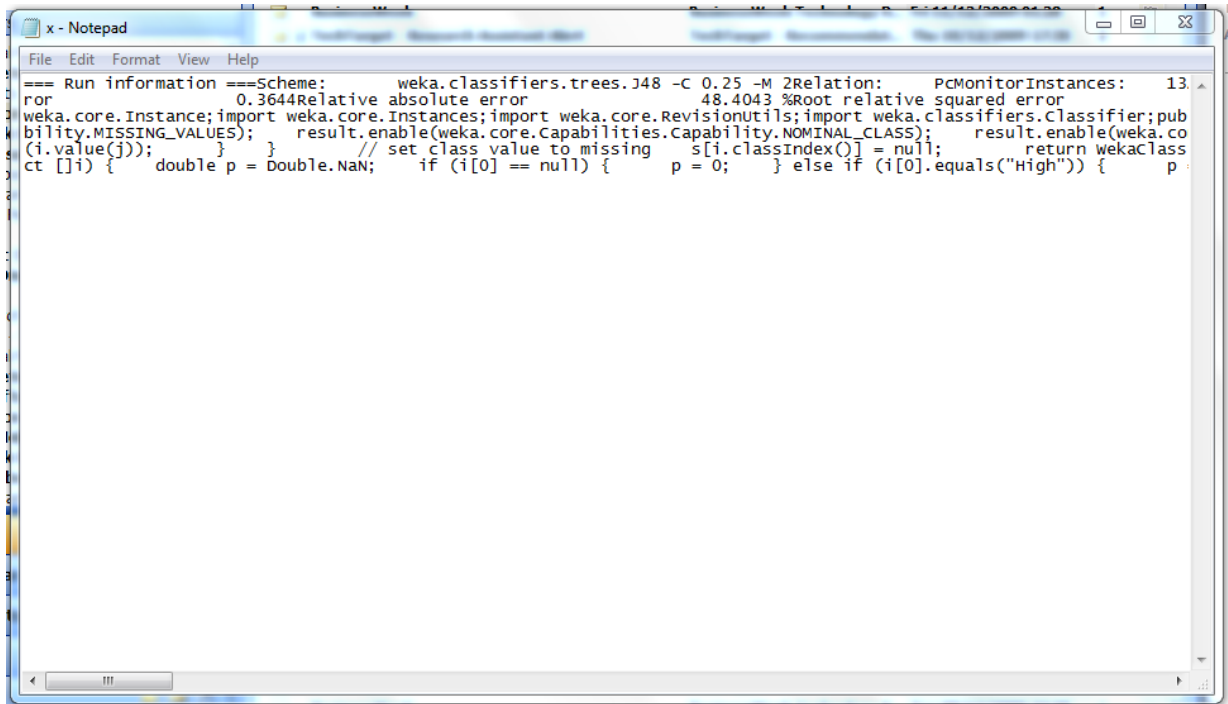 x - Notepad
File Edit Format View Help
=== Run information ===Scheme:       weka.classifiers.trees.J48 -C 0.25 -M 2Relation:     PcMonitorInstances:    13
ror                      0.3644Relative absolute error                 48.4043 %Root relative squared error
weka.core.Instance;import weka.core.Instances;import weka.core.RevisionUtils;import weka.classifiers.Classifier;pub
bility.MISSING_VALUES);    result.enable(weka.core.Capabilities.Capability.NOMINAL_CLASS);    result.enable(weka.co
(i.value(j));      }    }        // set class value to missing    s[i.classIndex()] = null;        return WekaClass
ct []i) {    double p = Double.NaN;    if (i[0] == null) {      p = 0;    } else if (i[0].equals("High")) {      p